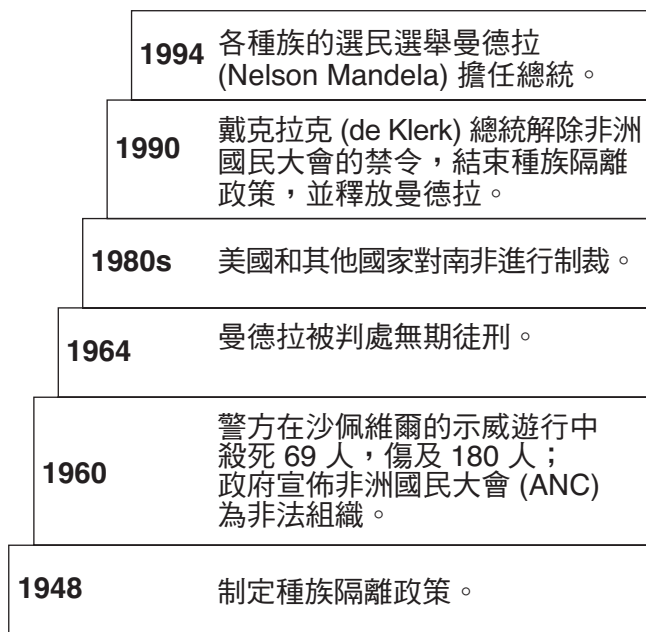 1994 各種族的選民選舉曼德拉
(Nelson Mandela) 擔任總統。
1990 戴克拉克 (de Klerk) 總統解除非洲
國民大會的禁令，結束種族隔離
政策，並釋放曼德拉。
1980s 美國和其他國家對南非進行制裁。
1964 曼德拉被判處無期徒刑。
1960 警方在沙佩維爾的示威遊行中
殺死 69 人，傷及 180 人；
政府宣佈非洲國民大會 (ANC)
為非法組織。
1948 制定種族隔離政策。